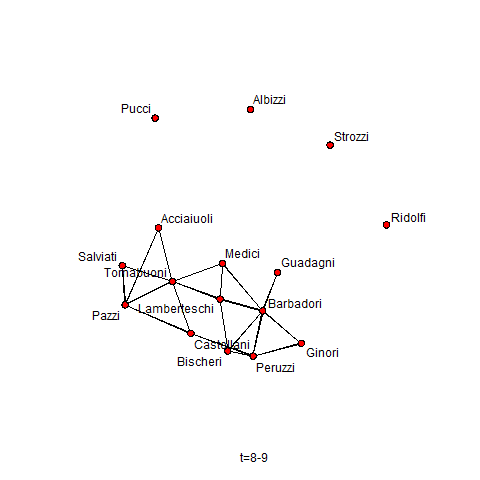 Albizzi
Pucci
Strozzi
Acciaiuoli
Ridolfi
Salviati
Medici
Guadagni
Tornabuoni
Barbadori
Lamberteschi
Pazzi
Castellani
Ginori
Bischeri
Peruzzi
t=8-9